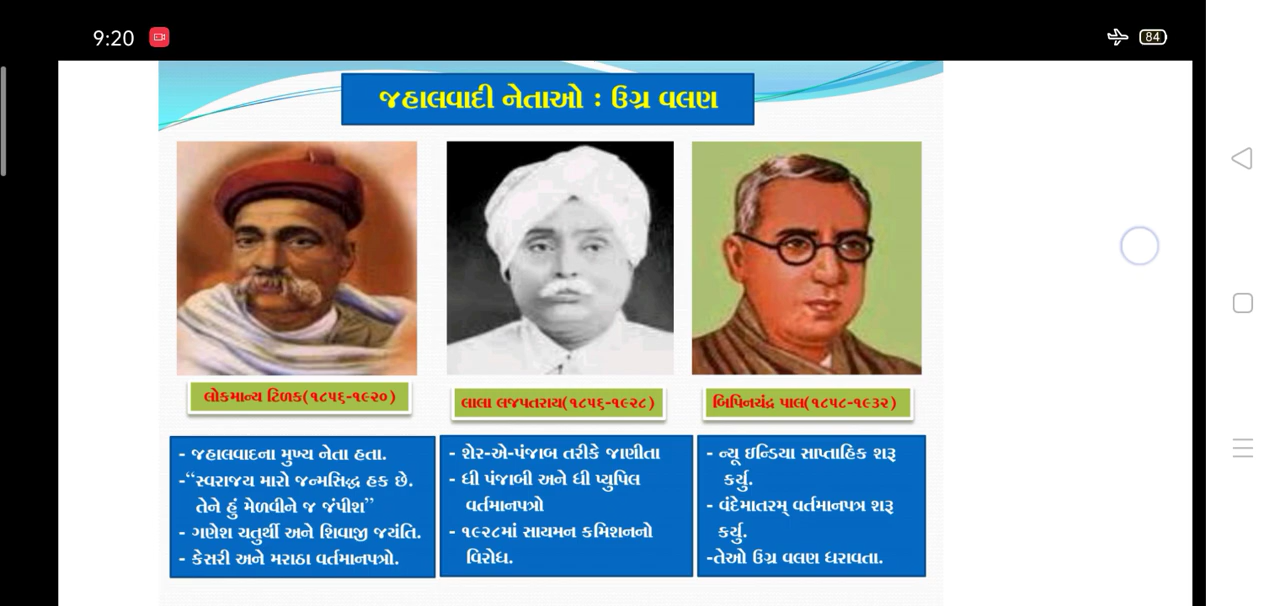 9:20
84
જહાલવાદી નેતાઓ : ઉગ્ર વલણ
લોકમાન્ય ટિળક(૧૮૫૬-૧૯૨૦)
લાલા લજપતરાય(૧૮૫૬-૧૯૨૮)
બિપિનચંદ્ર પાલ(૧૮૫૮-૧૯૩૨)
- જહાલવાદના મુખ્ય નેતા હતા.
-“સ્વરાજય મારો જન્મસિદ્ધ હક છે.
તેને હું મેળવીને જ જંપીશ”
- ગણેશ ચતુર્થી અને શિવાજી જયંતિ.
- કેસરી અને મરાઠા વર્તમાનપત્રો.
- શેર-એ-પંજાબ તરીકે જાણીતા
- ધી પંજાબી અને ધી પ્યુપિલ
વર્તમાનપત્રો
- ૧૯૨૮માં સાયમન કમિશનનો
વિરોધ.
- ન્યૂ ઇન્ડિયા સાપ્તાહિક શરૂ
કર્યુ.
- વંદેમાતરમ્ વર્તમાનપત્ર શરૂ
કર્યુ.
-તેઓ ઉગ્ર વલણ ધરાવતા.